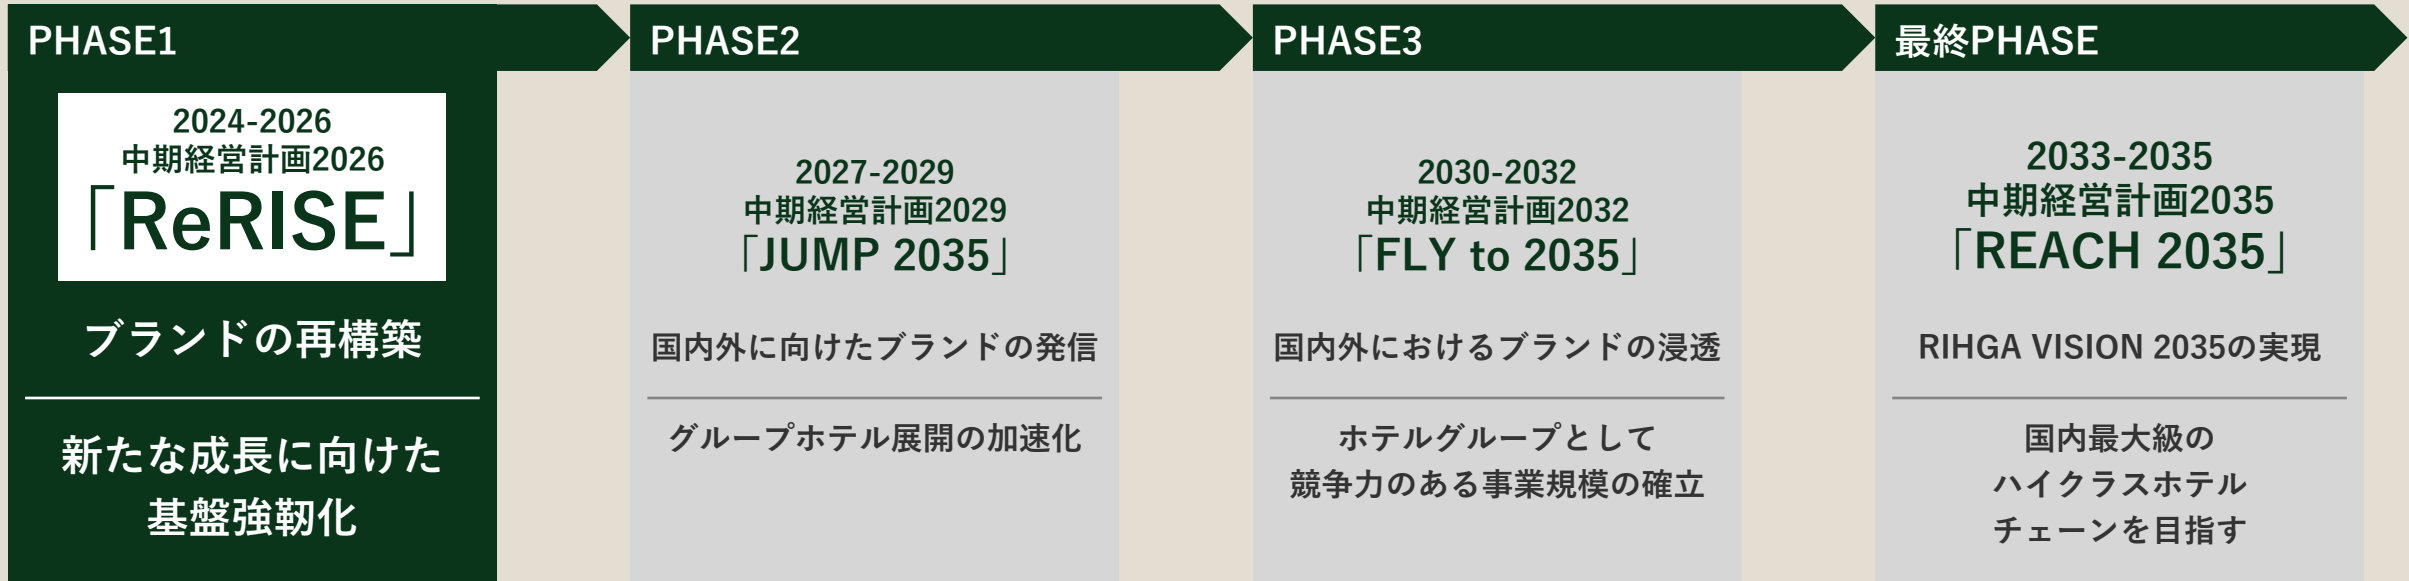 PHASE1
2024-2026
中期経営計画2026
「ReRISE」
ブランドの再構築
新たな成長に向けた
基盤強靭化
PHASE2
2027-2029
中期経営計画2029
「JUMP 2035」
国内外に向けたブランドの発信
グループホテル展開の加速化
PHASE3
2030-2032
中期経営計画2032
「FLY to 2035」
国内外におけるブランドの浸透
ホテルグループとして
競争力のある事業規模の確立
最終PHASE
2033-2035
中期経営計画2035
「REACH 2035」
RIHGA VISION 2035の実現
国内最大級の
ハイクラスホテル
チェーンを目指す